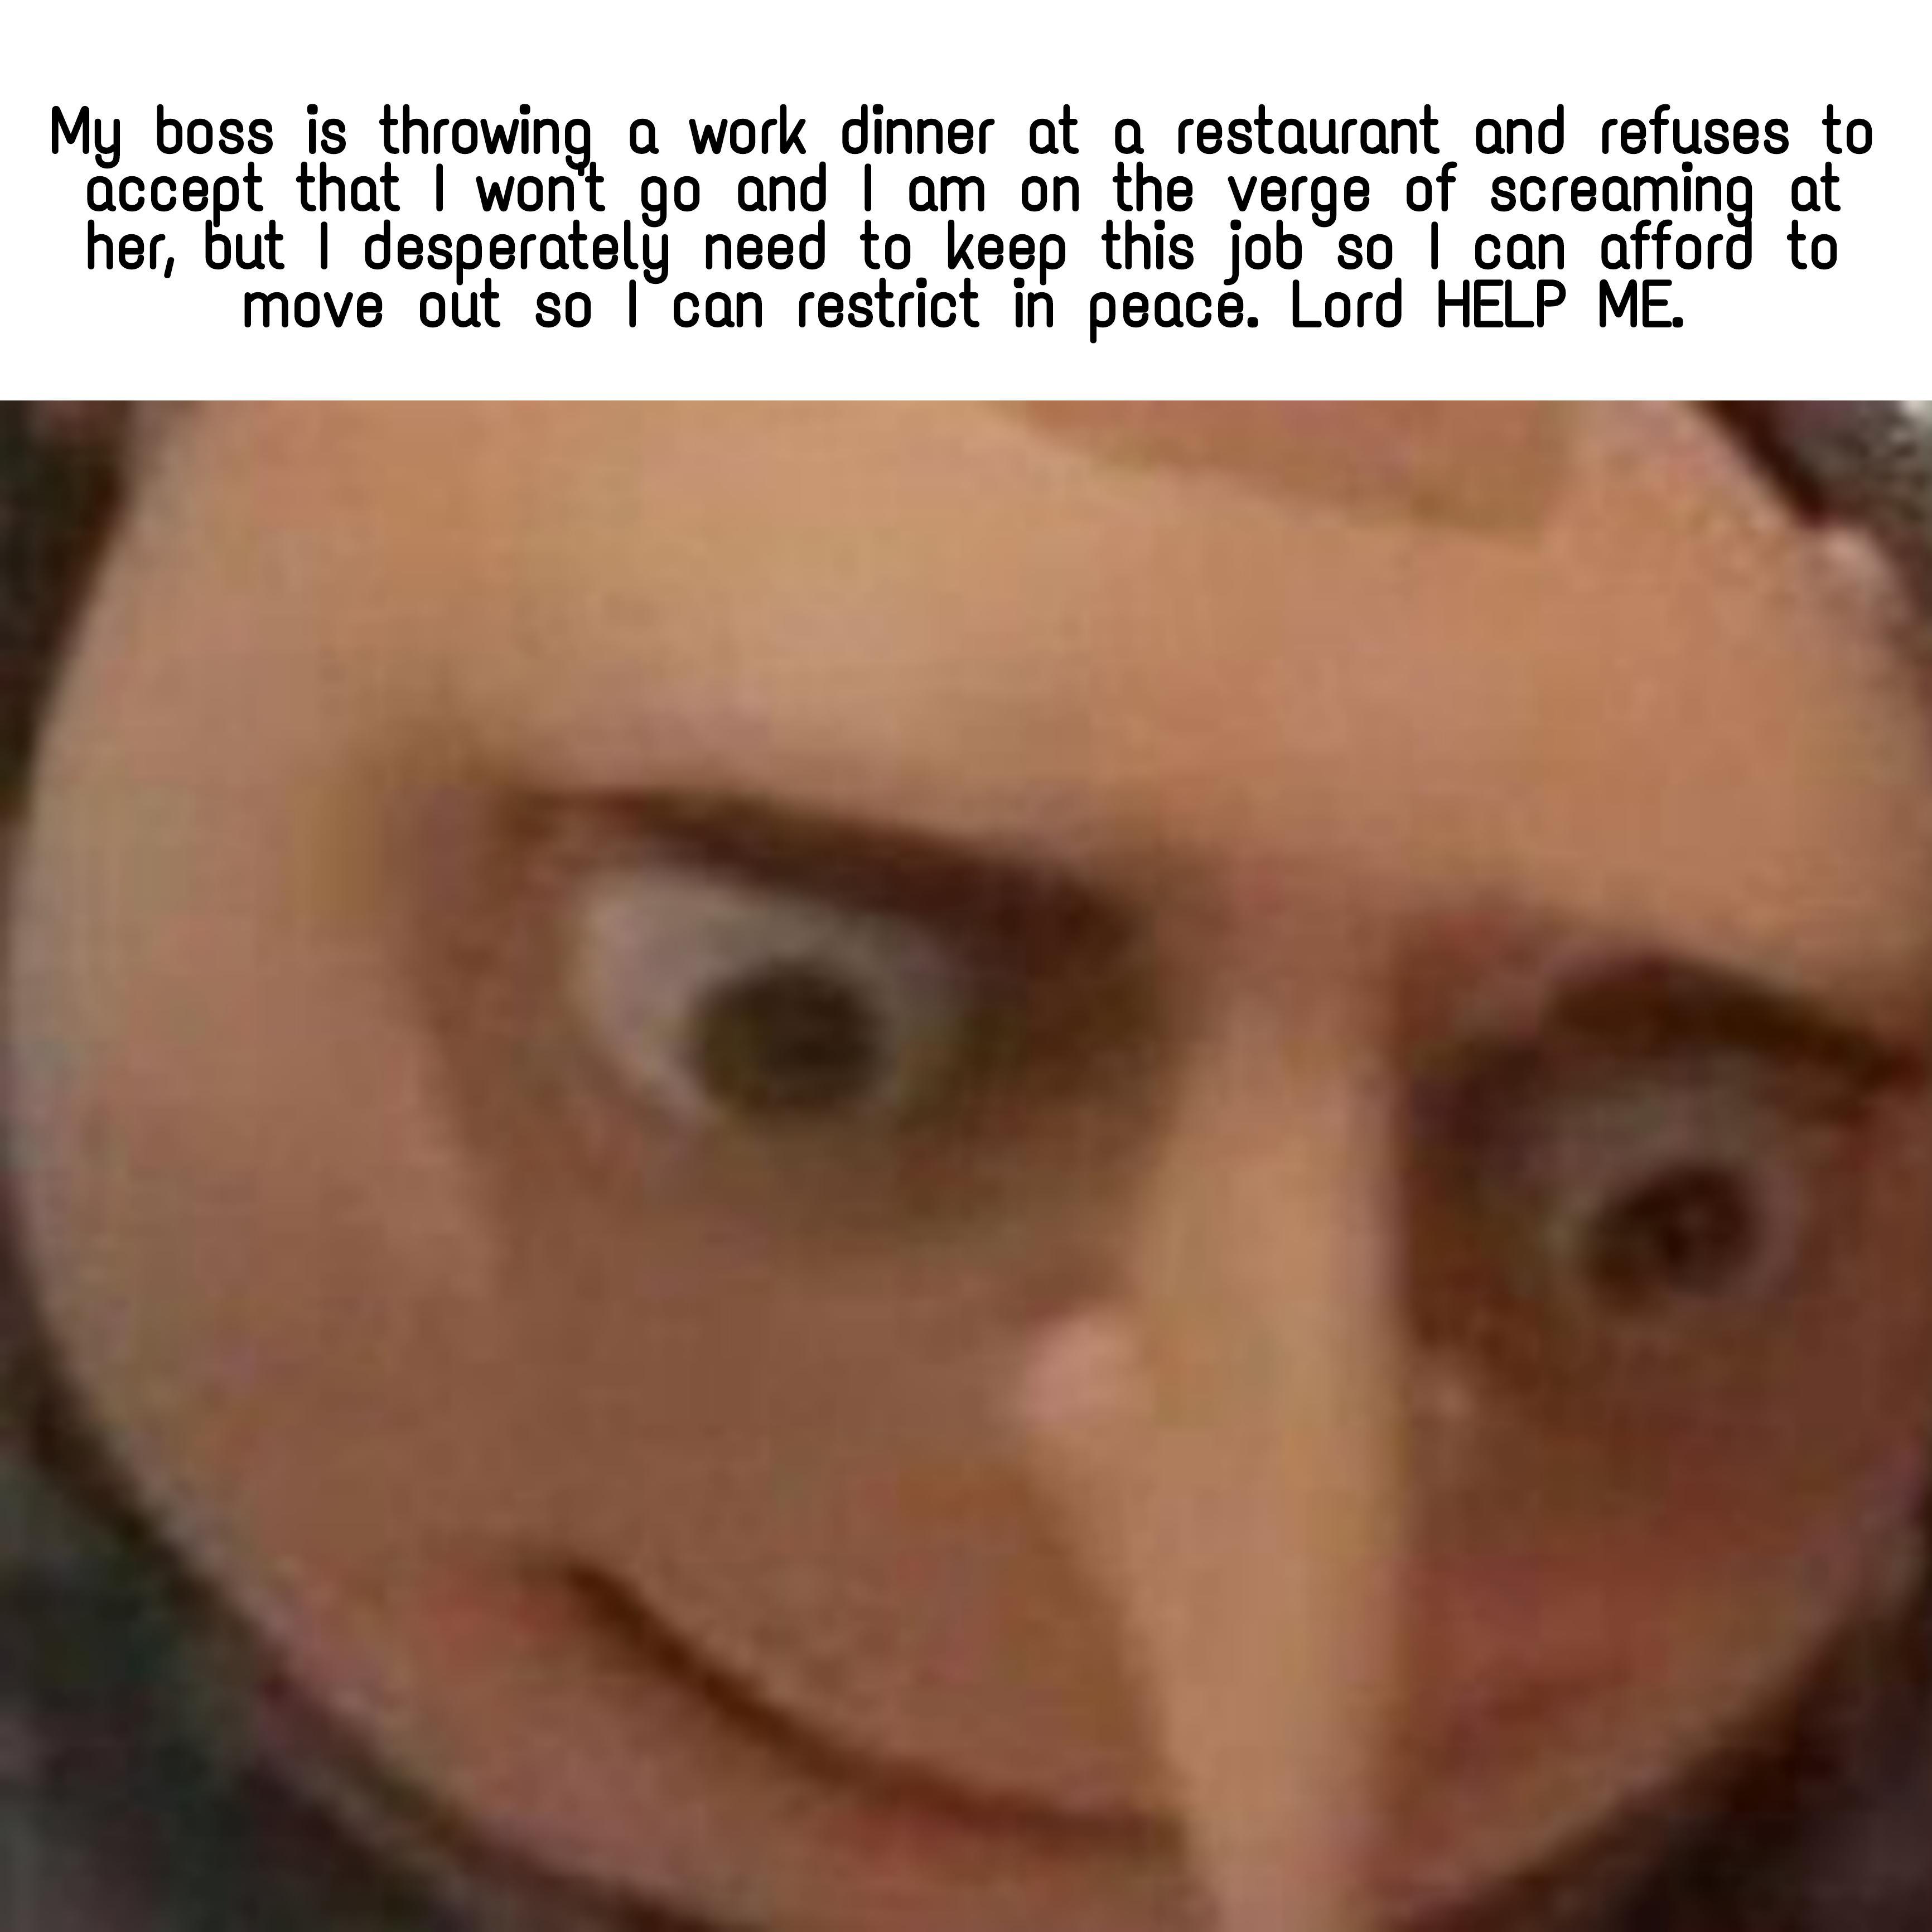 My boss is throwing a work dinner at a restaurant and refuses to
accept that I won't go and I am on the verge of screaming at
her, but I desperately need to keep this job so I can afford to
move out so I can restrict in peace. Lord HELP ME.